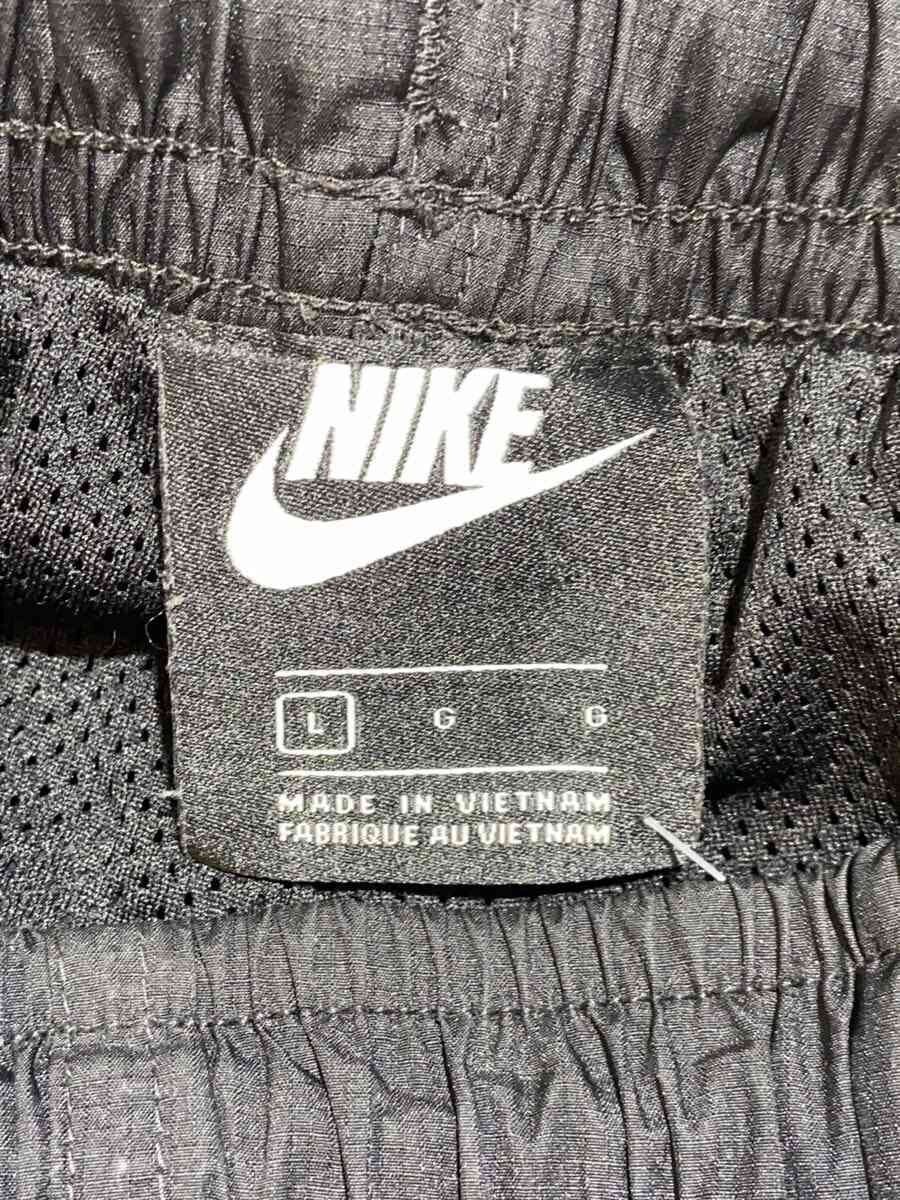 NIKE
L G G
MADE IN VIETNAM
FABRIQUE AU VIETNAM